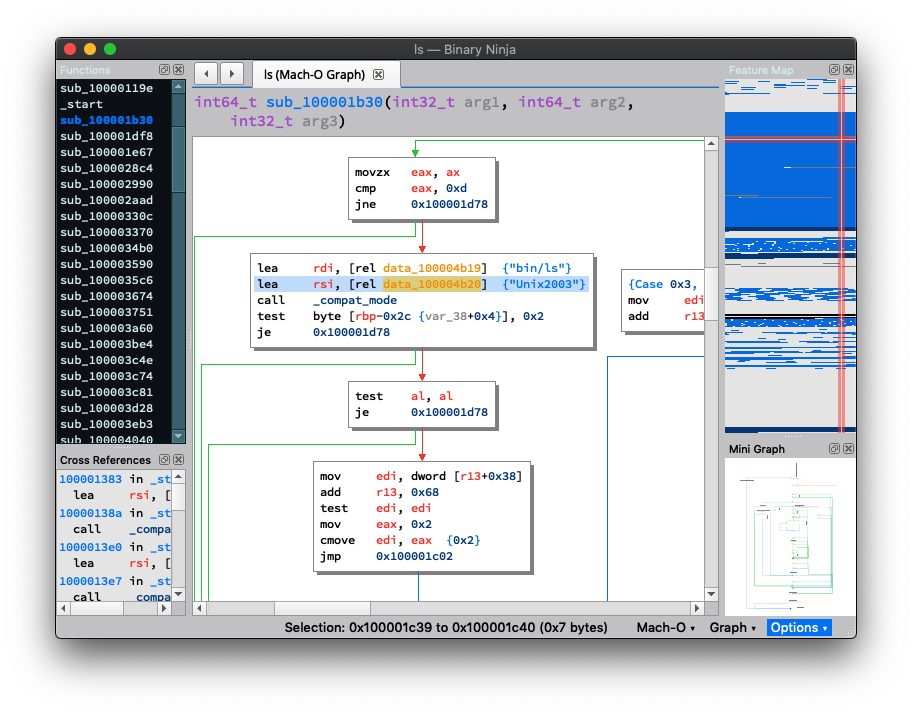 ls — Binary Ninja
Functions
sub_10000119e
_start
sub_100001b30
sub_100001df8
sub_100001e67
sub_1000028c4
sub_100002990
sub_100002aad
sub_10000330c
sub_100003370
sub_1000034b0
sub_100003590
sub_1000035c6
sub_100003674
sub_100003751
sub_100003a60
sub_100003be4
sub_100003c4e
sub_100003c74
sub_100003c81
sub_100003d28
sub_100003eb3
sub_100004040
Cross References
100001383 in _st
lea rsi, [
10000138a in _st
call _compa
1000013e0 in _st
lea rsi, [
1000013e7 in _st
call _compa
ls (Mach-O Graph)
int64_t sub_100001b30(int32_t arg1, int64_t arg2,
int32_t arg3)
movzx eax, ax
cmp eax, 0xd
jne 0x100001d78
lea rdi, [rel data_100004b19] {"bin/ls"}
lea rsi, [rel data_100004b20] {"Unix2003"}
call _compat_mode
test byte [rbp-0x2c {var_38+0x4}], 0x2
je 0x100001d78
{Case 0x3,
mov edi
add r13
test al, al
je 0x100001d78
mov edi, dword [r13+0x38]
add r13, 0x68
test edi, edi
mov eax, 0x2
cmove edi, eax {0x2}
jmp 0x100001c02
Feature Map
Mini Graph
Selection: 0x100001c39 to 0x100001c40 (0x7 bytes) Mach-O Graph Options